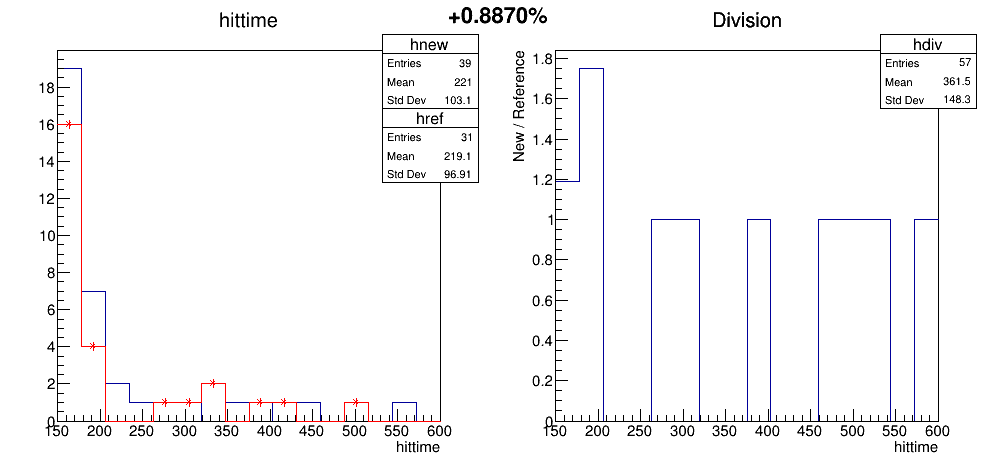 +0.8870%
hittime
hnew
Entries 39
Mean 221
Std Dev 103.1
href
Entries 31
Mean 219.1
Std Dev 96.91
18
16
14
12
10
8
6
4
2
0
150 200 250 300 350 400 450 500 550 600
hittime
Division
hdiv
Entries 57
Mean 361.5
Std Dev 148.3
New / Reference
1.8
1.6
1.4
1.2
1
0.8
0.6
0.4
0.2
0
150 200 250 300 350 400 450 500 550 600
hittime